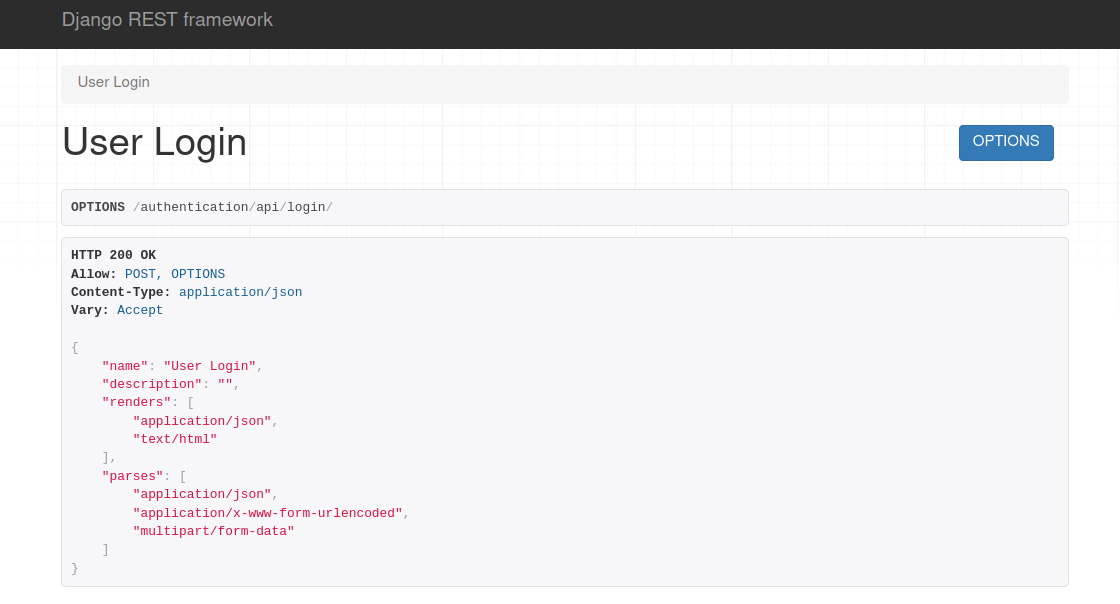 Django REST framework
User Login
User Login
OPTIONS
OPTIONS /authentication/api/login/
HTTP 200 OK
Allow: POST, OPTIONS
Content-Type: application/json
Vary: Accept
{
    "name": "User Login",
    "description": "",
    "renders": [
        "application/json",
        "text/html"
    ],
    "parses": [
        "application/json",
        "application/x-www-form-urlencoded",
        "multipart/form-data"
    ]
}